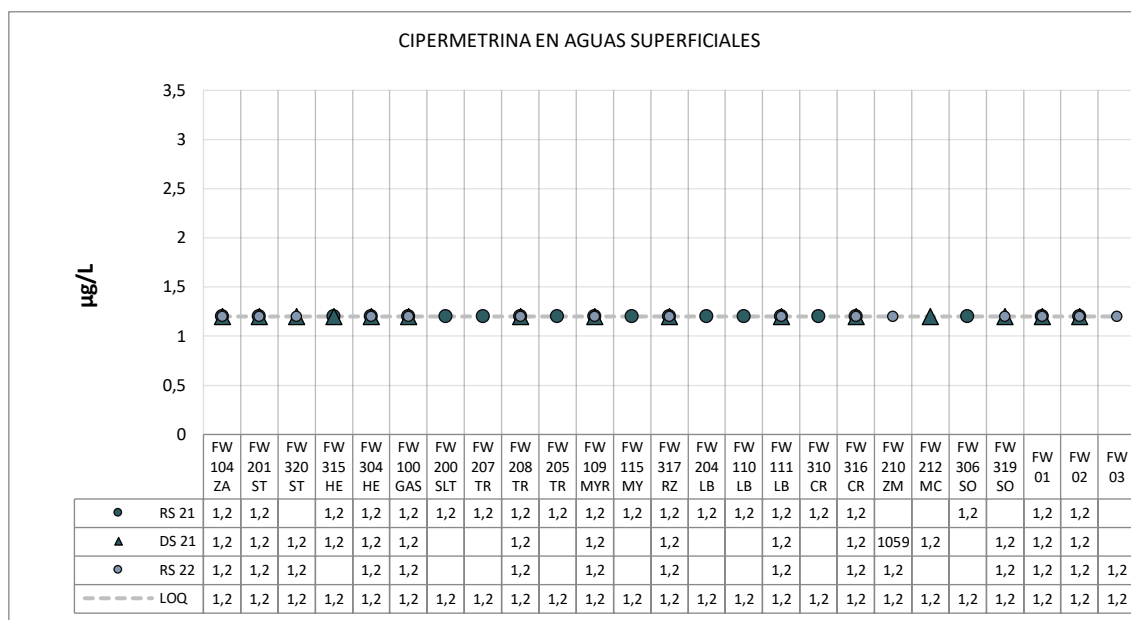 CIPERMETRINA EN AGUAS SUPERFICIALES
3,5
3
2,5
2
1,5
1
0,5
0
µg/L
FW 104 ZA
FW 201 ST
FW 320 ST
FW 315 HE
FW 304 HE
FW 100 GAS
FW 200 SLT
FW 207 TR
FW 208 TR
FW 205 TR
FW 109 MYR
FW 115 MY
FW 317 RZ
FW 204 LB
FW 110 LB
FW 111 LB
FW 310 CR
FW 316 CR
FW 210 ZM
FW 212 MC
FW 306 SO
FW 319 SO
FW 01
FW 02
FW 03
RS 21 1,2 1,2 1,2 1,2 1,2 1,2 1,2 1,2 1,2 1,2 1,2 1,2 1,2 1,2 1,2 1,2 1,2 1,2 1,2 1,2
DS 21 1,2 1,2 1,2 1,2 1,2 1,2 1,2 1,2 1,2 1,2 1,2 1059 1,2 1,2 1,2 1,2
RS 22 1,2 1,2 1,2 1,2 1,2 1,2 1,2 1,2 1,2 1,2 1,2 1,2 1,2 1,2
LOQ 1,2 1,2 1,2 1,2 1,2 1,2 1,2 1,2 1,2 1,2 1,2 1,2 1,2 1,2 1,2 1,2 1,2 1,2 1,2 1,2 1,2 1,2 1,2 1,2 1,2